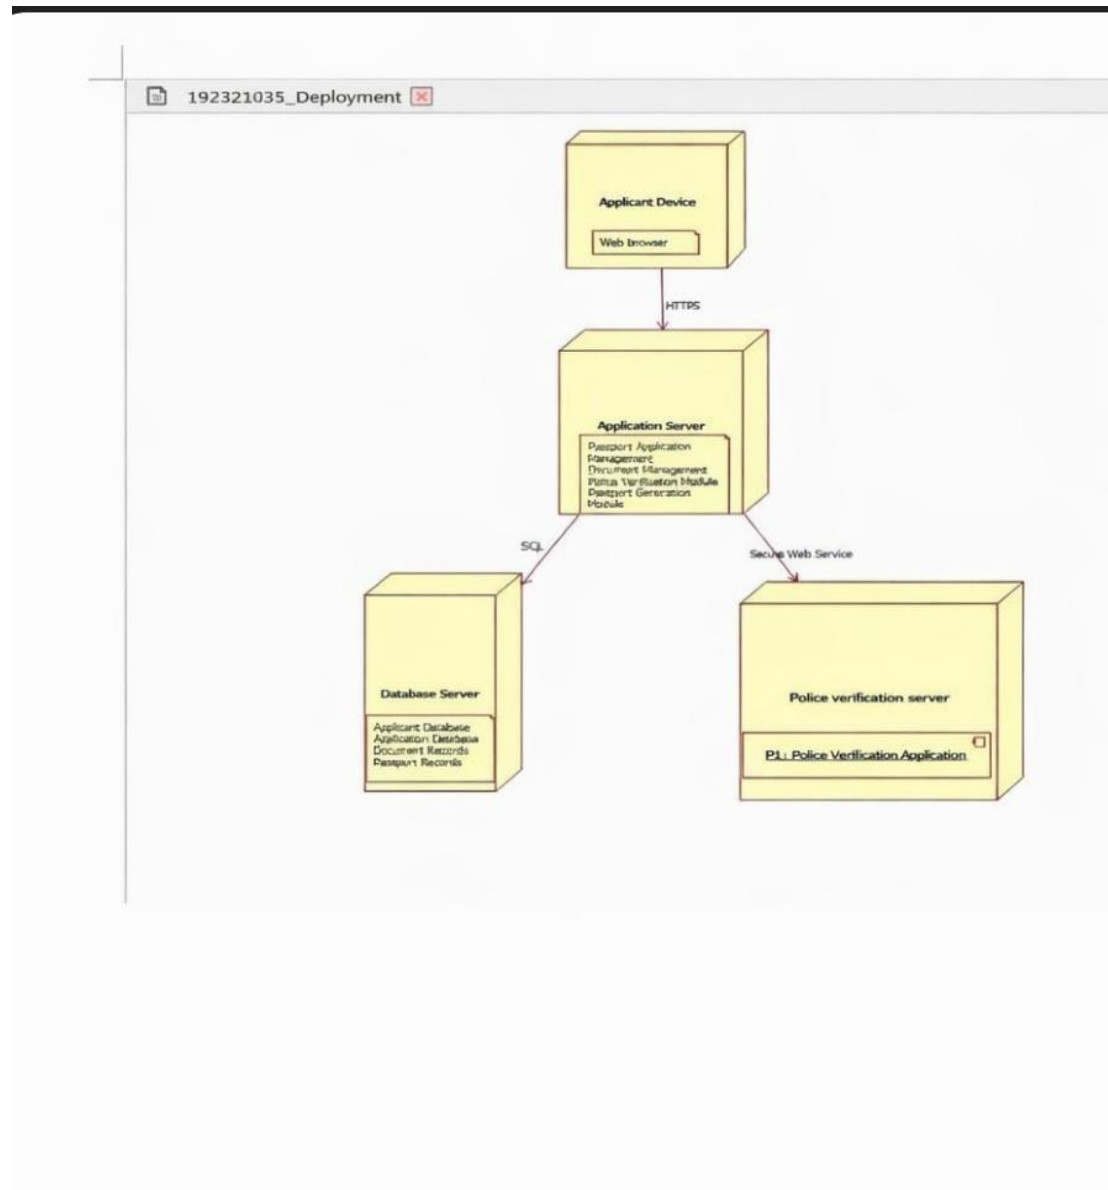 192321035_Deployment
Applicant Device
Web browser
HTTPS
Application Server
Passport Application
Management
Document Management
Police Verification Module
Passport Generation
Module
SQL
Secure Web Service
Database Server
Applicant Database
Application Database
Document Records
Passport Records
Police verification server
P1: Police Verification Application